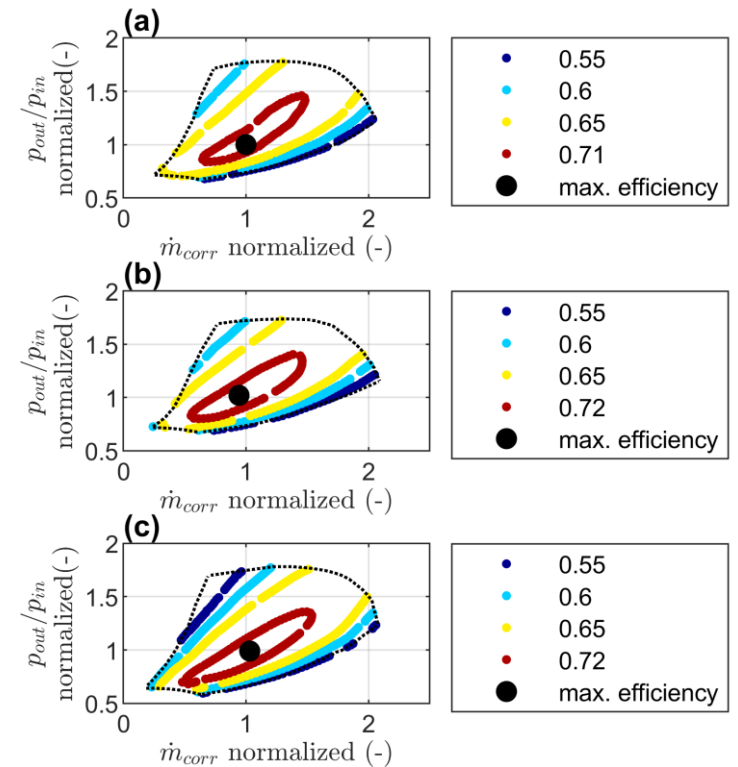 (a)
2
1.5
1
0.5
0 1 2
p_out/p_in
normalized(-)
ṁ_corr normalized (-)
0.55
0.6
0.65
0.71
max. efficiency
(b)
2
1.5
1
0.5
0 1 2
p_out/p_in
normalized(-)
ṁ_corr normalized (-)
0.55
0.6
0.65
0.72
max. efficiency
(c)
2
1.5
1
0.5
0 1 2
p_out/p_in
normalized(-)
ṁ_corr normalized (-)
0.55
0.6
0.65
0.72
max. efficiency